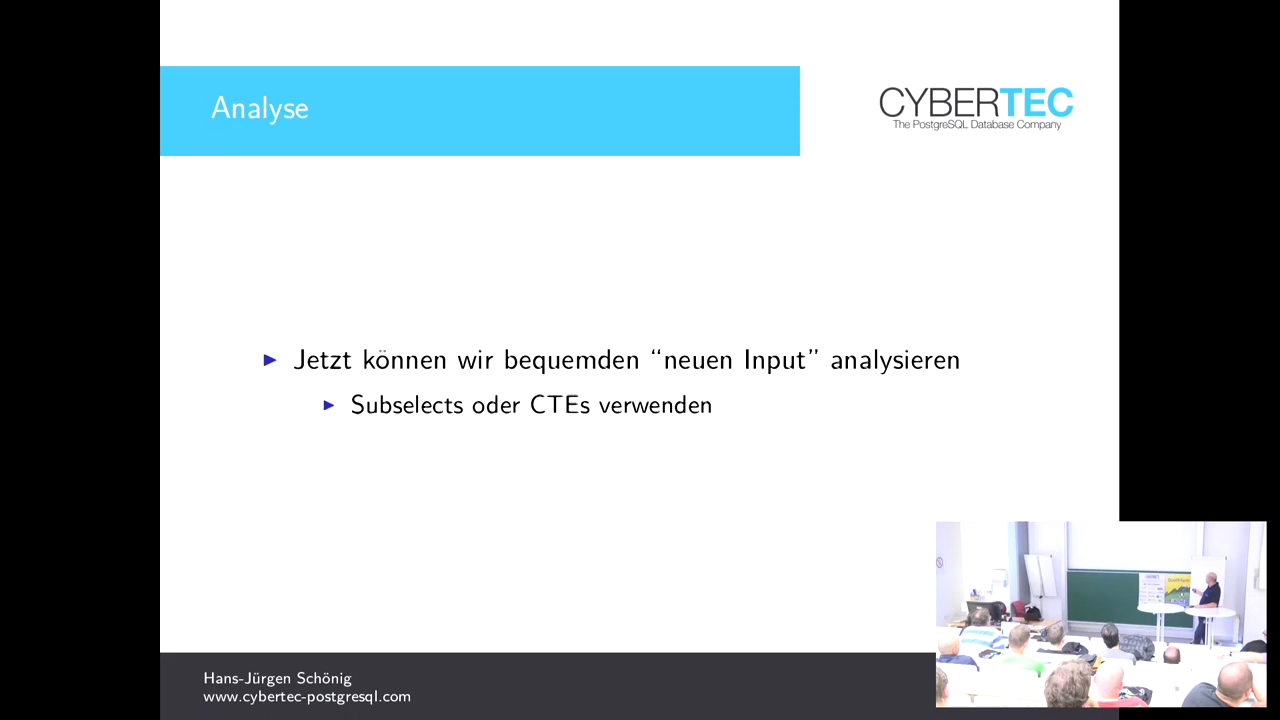 Analyse
CYBERTEC
The PostgreSQL Database Company
Jetzt können wir bequemden “neuen Input” analysieren
Subselects oder CTEs verwenden
Hans-Jürgen Schönig
www.cybertec-postgresql.com